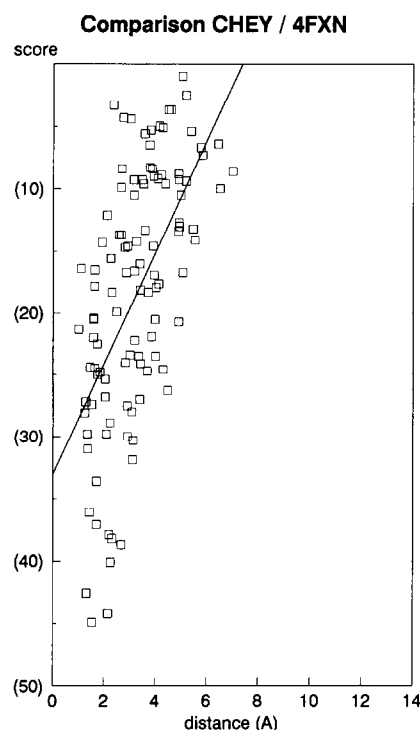 Comparison CHEY / 4FXN
score
(10)
(20)
(30)
(40)
(50)
0 2 4 6 8 10 12 14
distance (A)